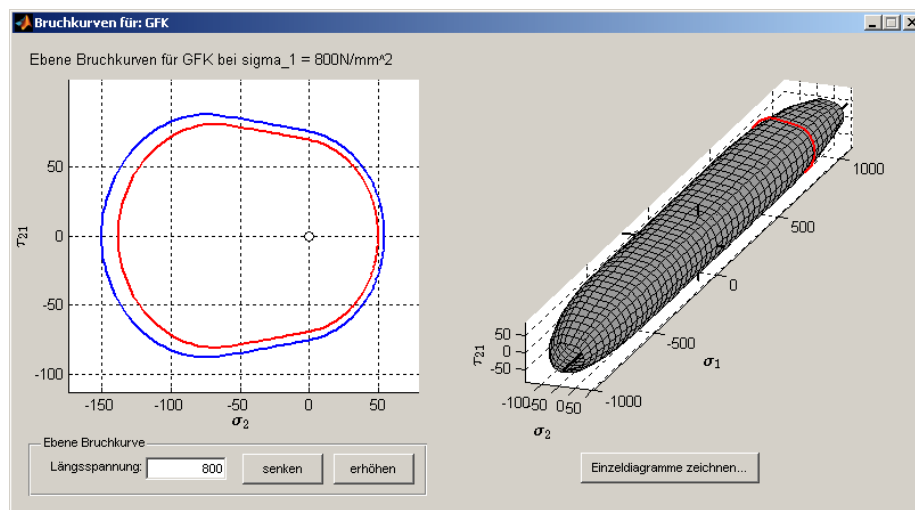 Bruchkurven für: GFK
Ebene Bruchkurven für GFK bei sigma_1 = 800N/mm^2
50
0
-50
-100
τ21
-150
-100
-50
0
50
σ2
1000
500
0
-500
-1000
σ1
50
0
-50
τ21
-100
-50
0
50
σ2
Ebene Bruchkurve
Längsspannung: 800 senken erhöhen
Einzeldiagramme zeichnen...